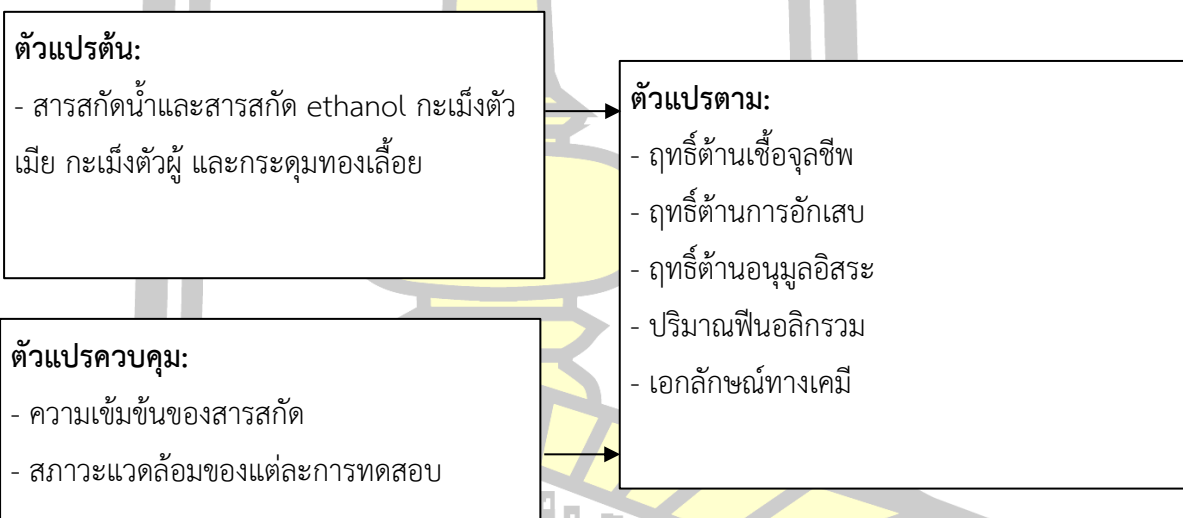 ตัวแปรต้น:
- สารสกัดน้ำและสารสกัด ethanol กะเม็งตัว
เมีย กะเม็งตัวผู้ และกระดุมทองเลื้อย
ตัวแปรควบคุม:
- ความเข้มข้นของสารสกัด
- สภาวะแวดล้อมของแต่ละการทดสอบ
ตัวแปรตาม:
- ฤทธิ์ต้านเชื้อจุลชีพ
- ฤทธิ์ต้านการอักเสบ
- ฤทธิ์ต้านอนุมูลอิสระ
- ปริมาณฟีนอลิกรวม
- เอกลักษณ์ทางเคมี